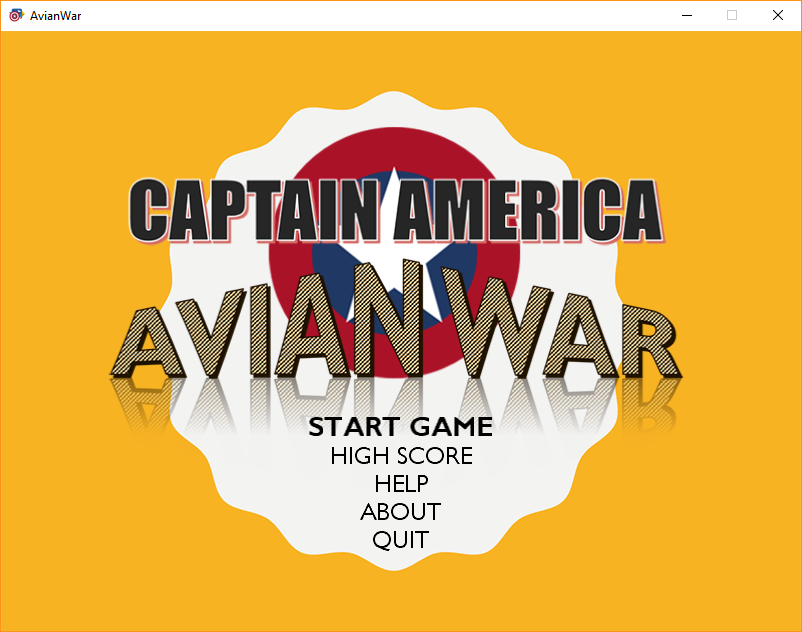 AvianWar
CAPTAIN AMERICA
AVIAN WAR
START GAME
HIGH SCORE
HELP
ABOUT
QUIT